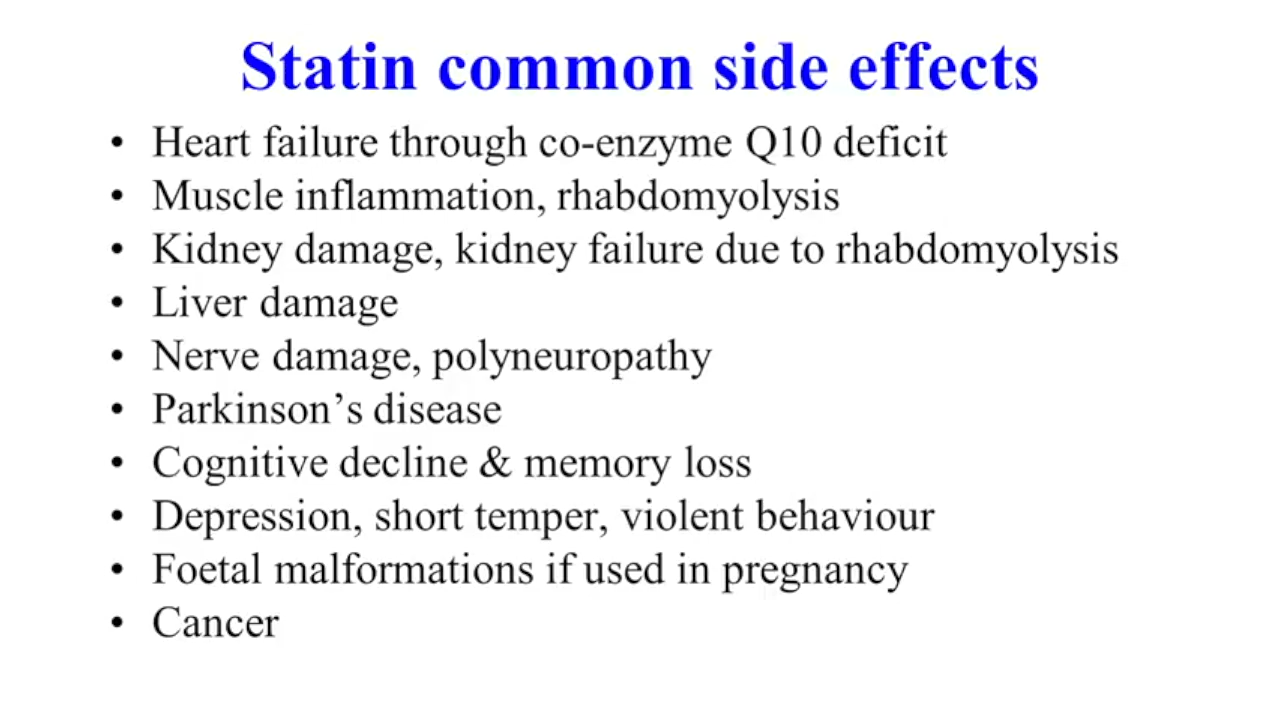 Statin common side effects
• Heart failure through co-enzyme Q10 deficit
• Muscle inflammation, rhabdomyolysis
• Kidney damage, kidney failure due to rhabdomyolysis
• Liver damage
• Nerve damage, polyneuropathy
• Parkinson’s disease
• Cognitive decline & memory loss
• Depression, short temper, violent behaviour
• Foetal malformations if used in pregnancy
• Cancer